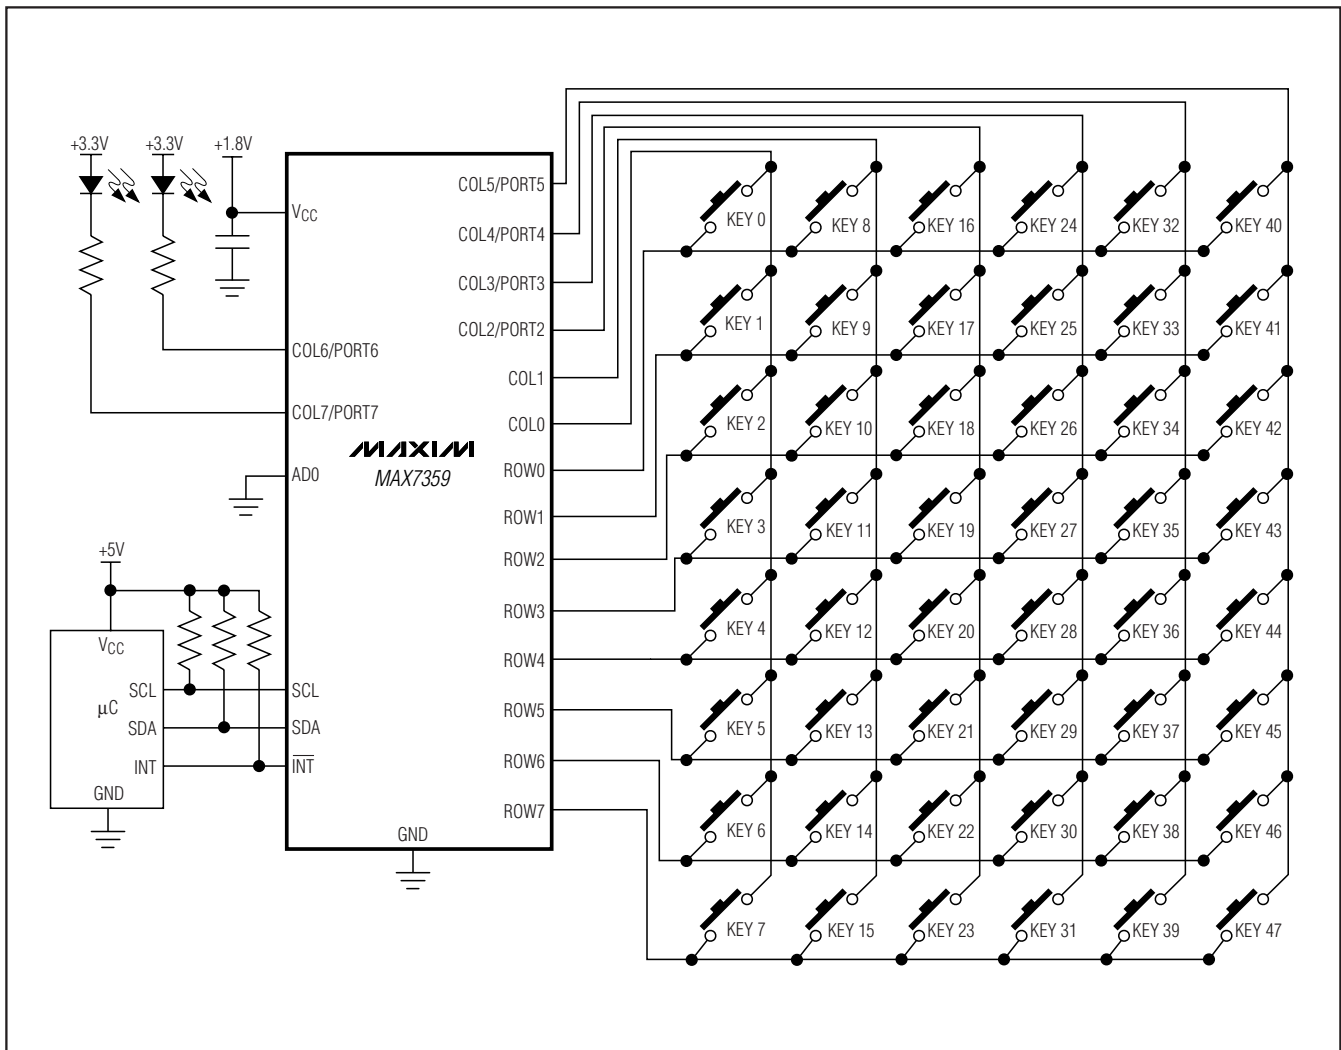 +3.3V +3.3V +1.8V
VCC
COL6/PORT6
COL7/PORT7
AD0
COL5/PORT5
COL4/PORT4
COL3/PORT3
COL2/PORT2
COL1
COL0
ROW0
ROW1
ROW2
ROW3
ROW4
ROW5
ROW6
ROW7
MAXIM
MAX7359
+5V
VCC
SCL
µC
SDA
INT
GND
SCL
SDA
INT
GND
KEY 0 KEY 8 KEY 16 KEY 24 KEY 32 KEY 40
KEY 1 KEY 9 KEY 17 KEY 25 KEY 33 KEY 41
KEY 2 KEY 10 KEY 18 KEY 26 KEY 34 KEY 42
KEY 3 KEY 11 KEY 19 KEY 27 KEY 35 KEY 43
KEY 4 KEY 12 KEY 20 KEY 28 KEY 36 KEY 44
KEY 5 KEY 13 KEY 21 KEY 29 KEY 37 KEY 45
KEY 6 KEY 14 KEY 22 KEY 30 KEY 38 KEY 46
KEY 7 KEY 15 KEY 23 KEY 31 KEY 39 KEY 47